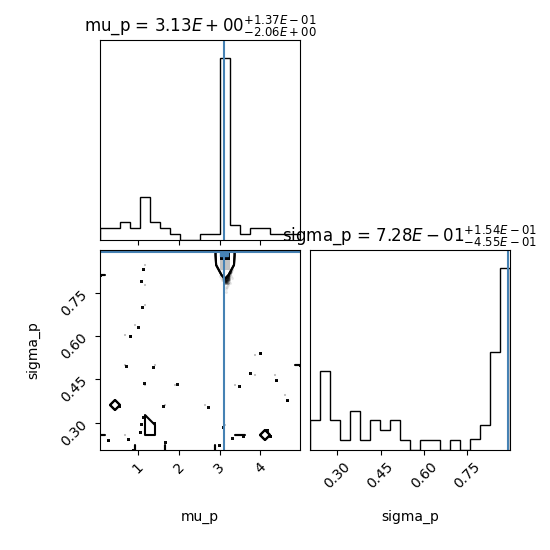 mu_p = 3.13E+00+1.37E−01−2.06E+00
sigma_p = 7.28E−01+1.54E−01−4.55E−01
sigma_p
0.75
0.60
0.45
0.30
1 2 3 4
0.30 0.45 0.60 0.75
mu_p
sigma_p